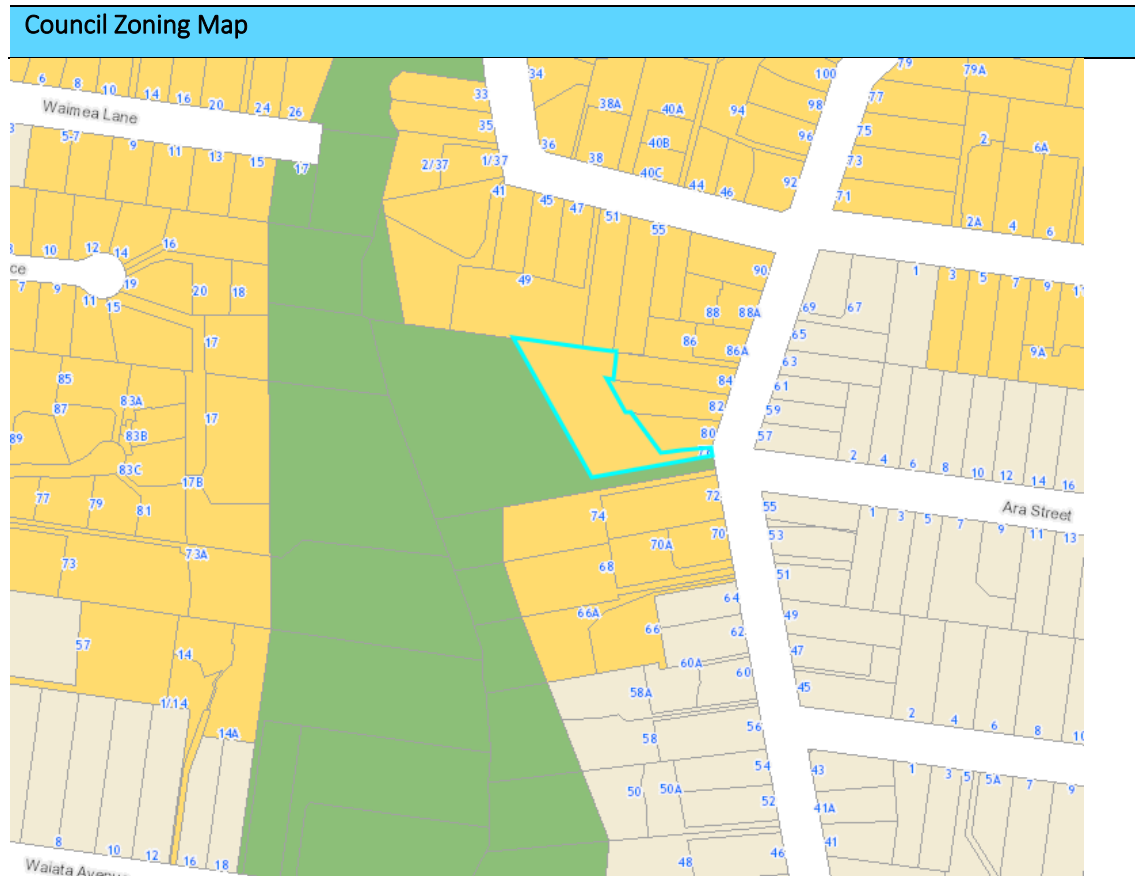 Council Zoning Map
6 8 10 14 16 20 24 26
Waimea Lane
5-7 9 11 13 15 17
33 34
35 36 38 38A 40A 40B 40C 44 46
94 100 98 96 92
79 79A 77 75 73 71
2 6A 2A 4 6
2/37 1/37 41 45 47 51 55
49
10 12 14 16
ce
7 9 11 15 19 20 18
17
90 88 88A 86 86A 84 82 80
69 67 65 63 61 59 57
1 3 5 7 9
9A
85 87 83A 83B 89 83C 17
17B
77 79 81
73 73A
2 4 6 8 10 12 14 16
Ara Street
72 74 70 70A 68
55 53 51 49 47 45
1 3 5 7 9 11 13
66A 66 64 62 60A 60
57 14 1/14 14A
58A 58 56 54 52 50 50A 48 46
2 4 6 8 10
43 41A 41
1 3 5 5A 7 9
8 10 12 16 18
Waiata Avenue